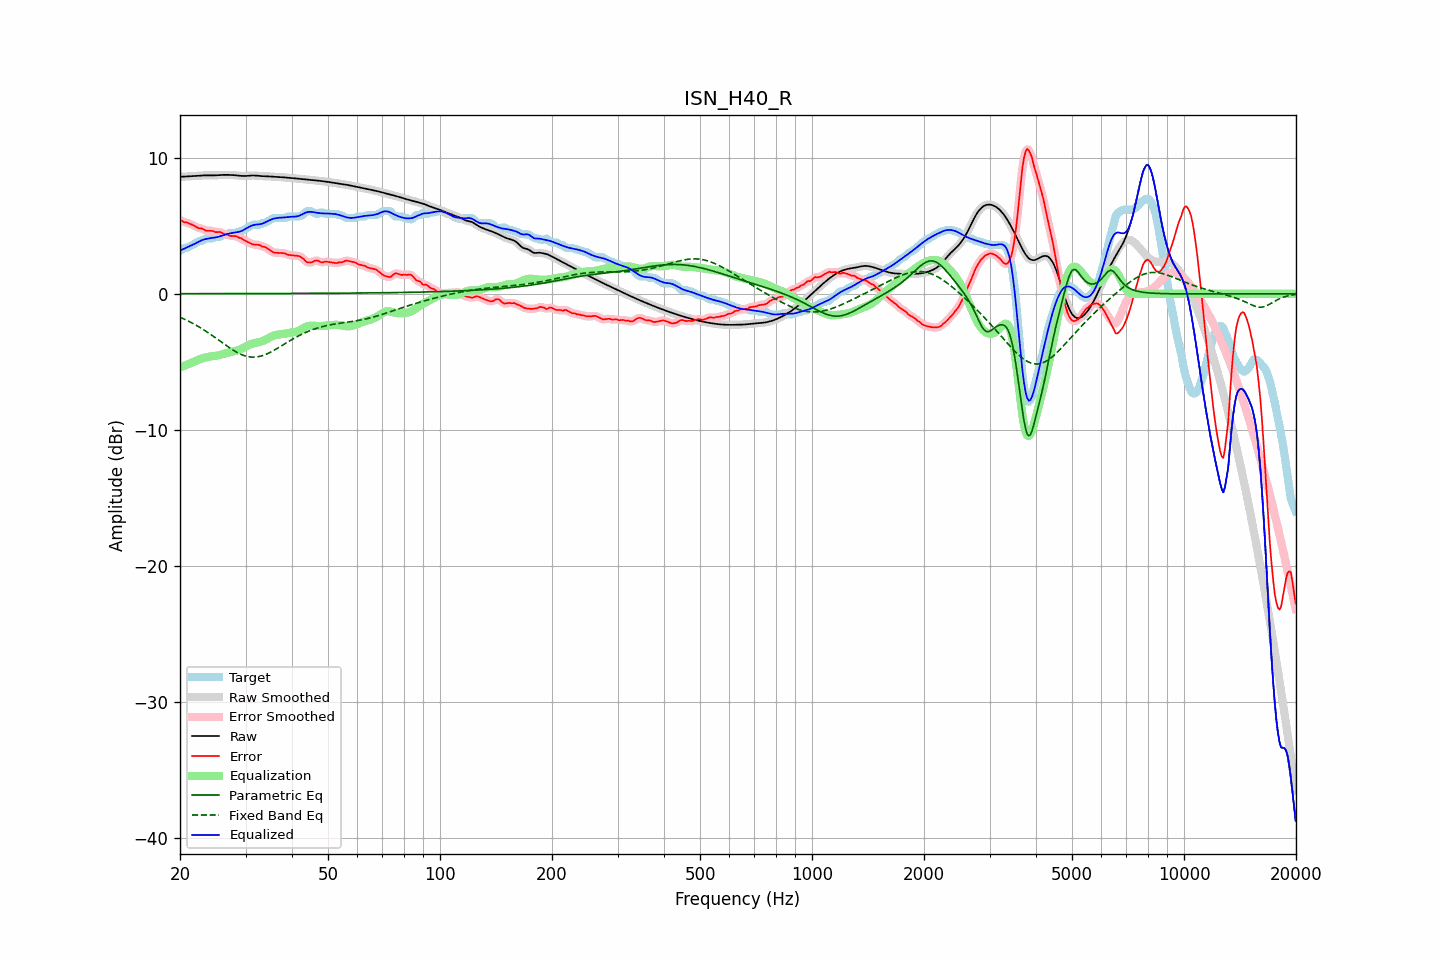 ISN_H40_R
Amplitude (dBr)
10
0
−10
−20
−30
−40
Target
Raw Smoothed
Error Smoothed
Raw
Error
Equalization
Parametric Eq
Fixed Band Eq
Equalized
20 50 100 200 500 1000 2000 5000 10000 20000
Frequency (Hz)